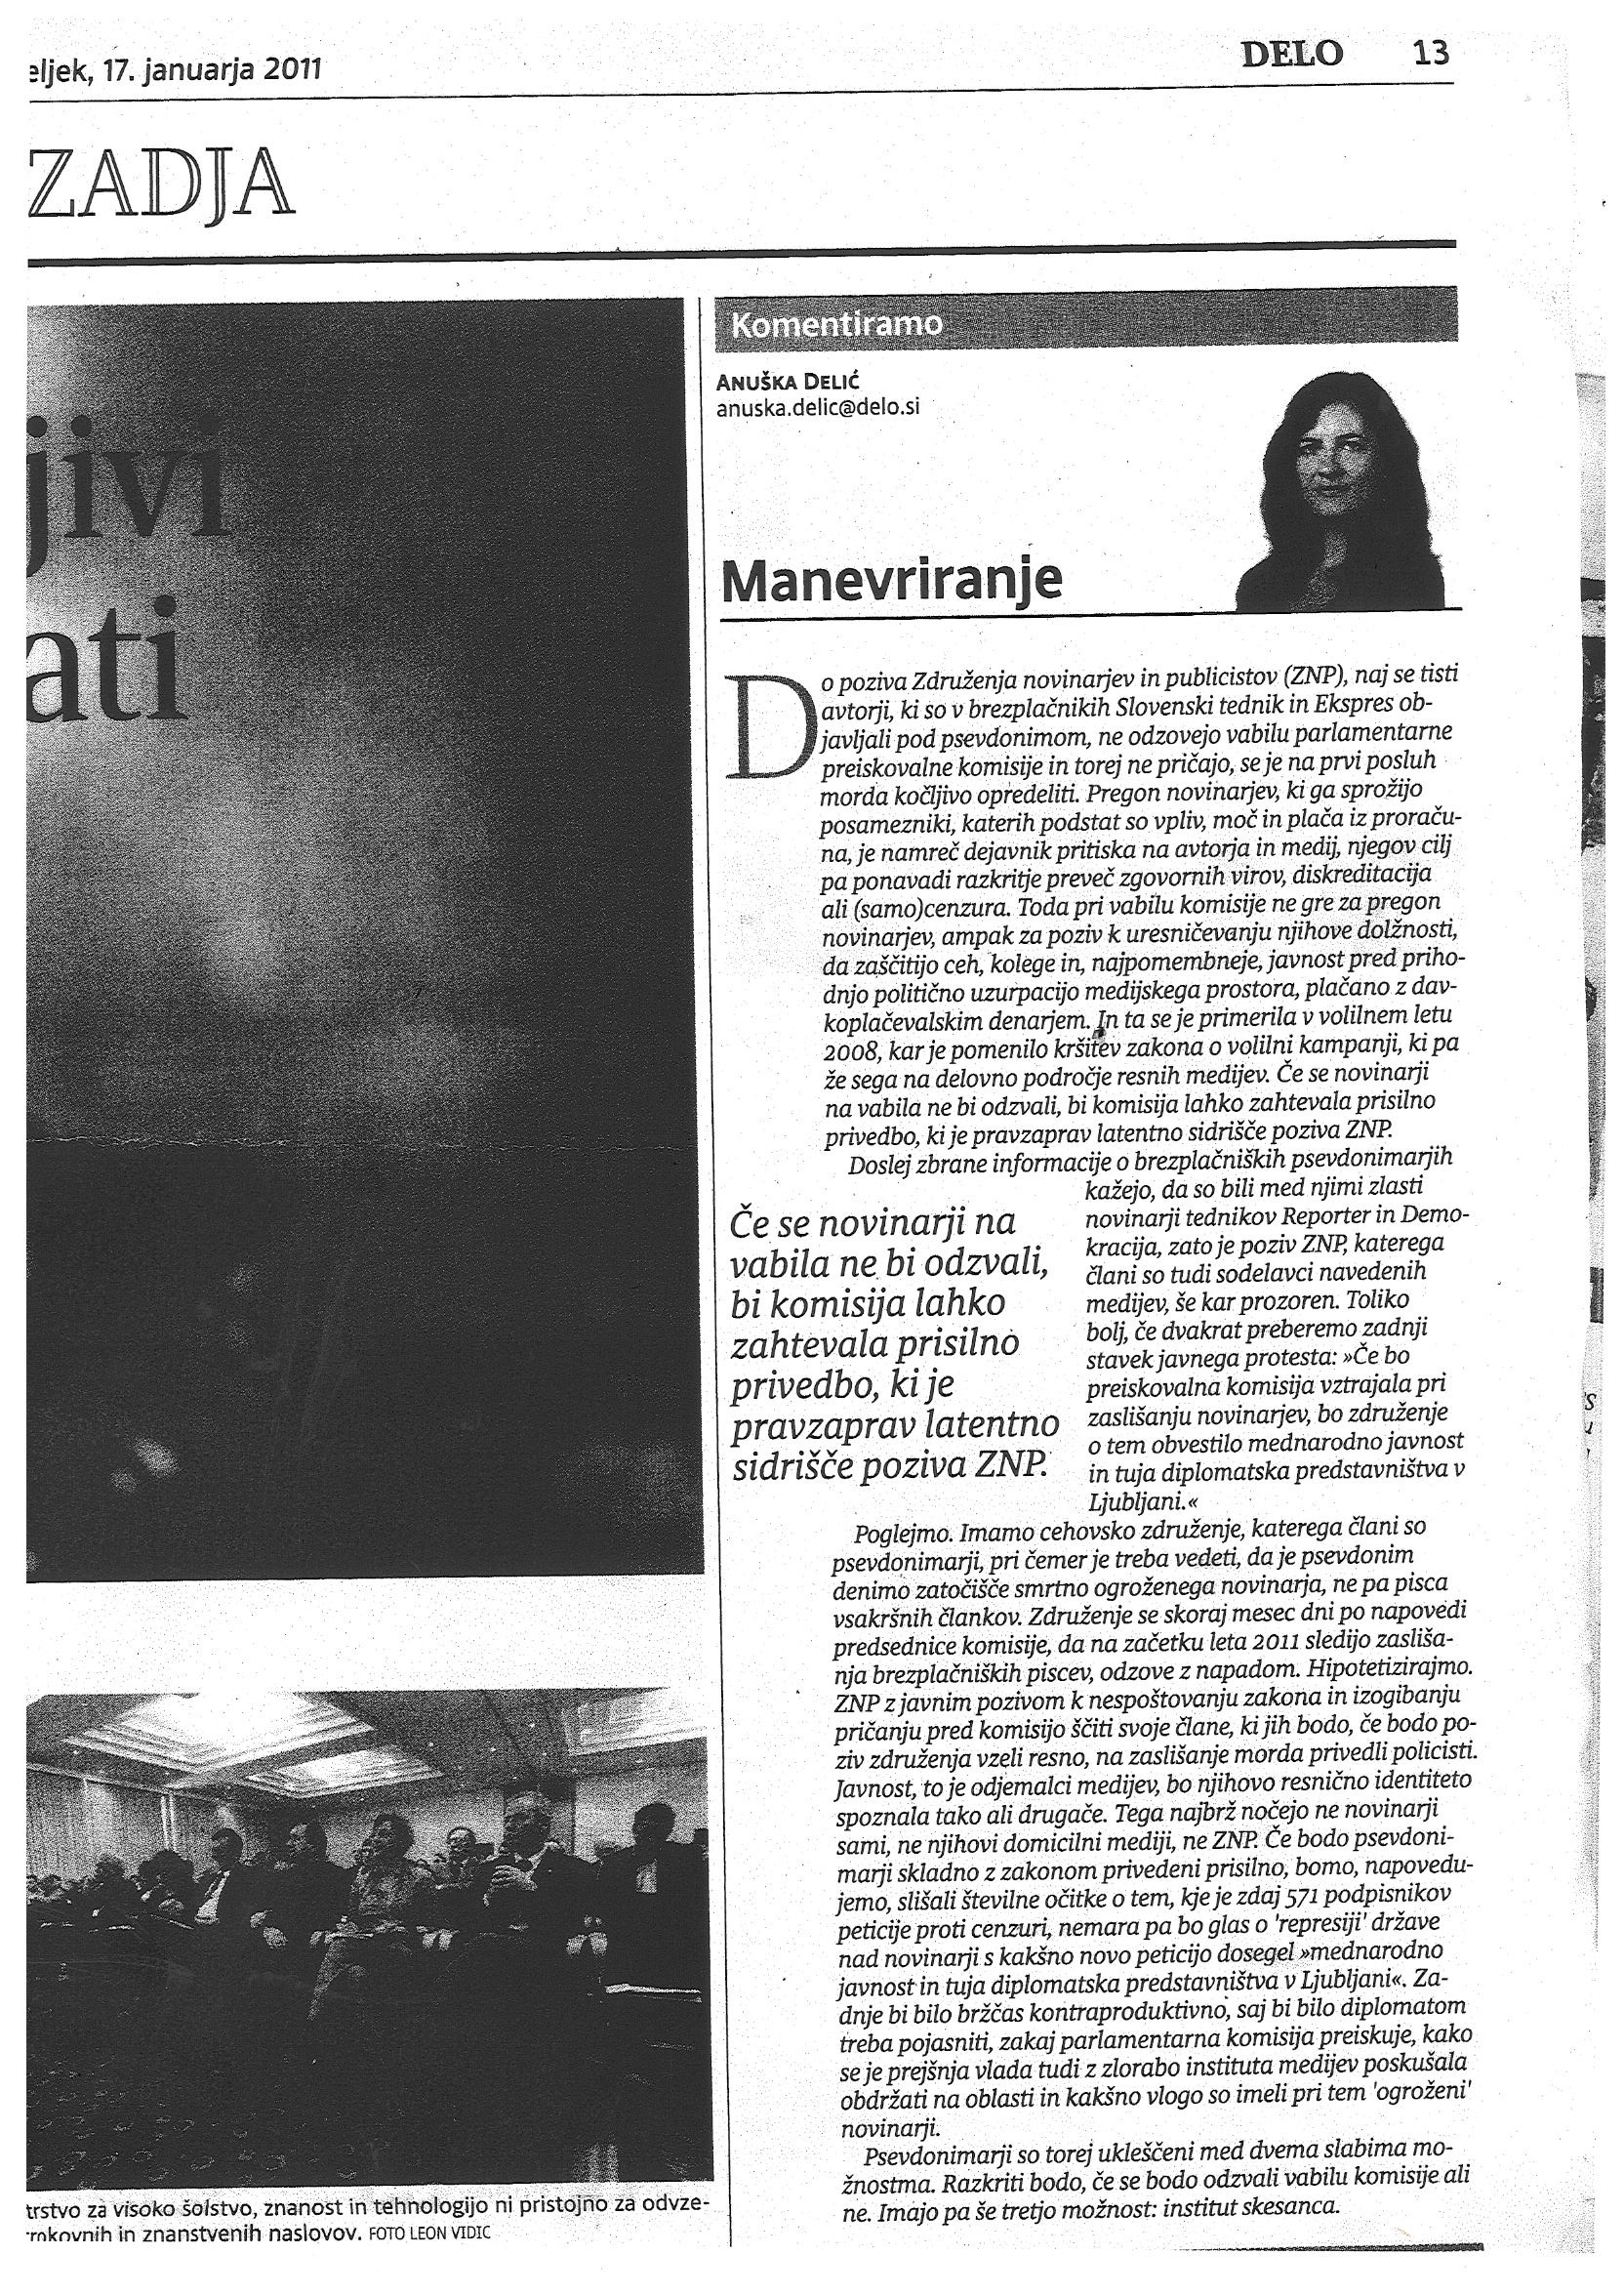 eljek, 17. januarja 2011
DELO 13
ZADJA
jivi
ati
Komentiramo
ANUŠKA DELIĆ
anuska.delic@delo.si
Manevriranje
Do poziva Združenja novinarjev in publicistov (ZNP), naj se tisti
avtorji, ki so v brezplačnikih Slovenski tednik in Ekspres ob-
javljali pod psevdonimom, ne odzovejo vabilu parlamentarne
preiskovalne komisije in torej ne pričajo, se je na prvi posluh
morda kočljivo opredeliti. Pregon novinarjev, ki ga sprožijo
posamezniki, katerih podstat so vpliv, moč in plača iz proraču-
na, je namreč dejavnik pritiska na avtorja in medij, njegov cilj
pa ponavadi razkritje preveč zgovornih virov, diskreditacija
ali (samo)cenzura. Toda pri vabilu komisije ne gre za pregon
novinarjev, ampak za poziv k uresničevanju njihove dolžnosti,
da zaščitijo ceh, kolege in, najpomembneje, javnost pred priho-
dnjo politično uzurpacijo medijskega prostora, plačano z dav-
koplačevalskim denarjem. In ta se je primerila v volilnem letu
2008, kar je pomenilo kršitev zakona o volilni kampanji, ki pa
že sega na delovno področje resnih medijev. Če se novinarji
na vabila ne bi odzvali, bi komisija lahko zahtevala prisilno
privedbo, ki je pravzaprav latentno sidrišče poziva ZNP.
Doslej zbrane informacije o brezplačniških psevdonimarjih
kažejo, da so bili med njimi zlasti
novinarji tednikov Reporter in Demo-
kracija, zato je poziv ZNP, katerega
člani so tudi sodelavci navedenih
medijev, še kar prozoren. Toliko
bolj, če dvakrat preberemo zadnji
stavek javnega protesta: »Če bo
preiskovalna komisija vztrajala pri
zaslišanju novinarjev, bo združenje
o tem obvestilo mednarodno javnost
in tuja diplomatska predstavništva v
Ljubljani.«
Če se novinarji na
vabila ne bi odzvali,
bi komisija lahko
zahtevala prisilno
privedbo, ki je
pravzaprav latentno
sidrišče poziva ZNP.
Poglejmo. Imamo cehovsko združenje, katerega člani so
psevdonimarji, pri čemer je treba vedeti, da je psevdonim
denimo zatočišče smrtno ogroženega novinarja, ne pa pisca
vsakršnih člankov. Združenje se skoraj mesec dni po napovedi
predsednice komisije, da na začetku leta 2011 sledijo zasliša-
nja brezplačniških piscev, odzove z napadom. Hipotetizirajmo.
ZNP z javnim pozivom k nespoštovanju zakona in izogibanju
pričanju pred komisijo ščiti svoje člane, ki jih bodo, če bodo po-
ziv združenja vzeli resno, na zaslišanje morda privedli policisti.
Javnost, to je odjemalci medijev, bo njihovo resnično identiteto
spoznala tako ali drugače. Tega najbrž nočejo ne novinarji
sami, ne njihovi domicilni mediji, ne ZNP. Če bodo psevdoni-
marji skladno z zakonom privedeni prisilno, bomo, napovedu-
jemo, slišali številne očitke o tem, kje je zdaj 571 podpisnikov
peticije proti cenzuri, nemara pa bo glas o 'represiji' države
nad novinarji s kakšno novo peticijo dosegel »mednarodno
javnost in tuja diplomatska predstavništva v Ljubljani«. Za-
dnje bi bilo bržčas kontraproduktivno, saj bi bilo diplomatom
treba pojasniti, zakaj parlamentarna komisija preiskuje, kako
se je prejšnja vlada tudi z zlorabo instituta medijev poskušala
obdržati na oblasti in kakšno vlogo so imeli pri tem 'ogroženi'
novinarji.
Psevdonimarji so torej ukleščeni med dvema slabima mo-
žnostma. Razkriti bodo, če se bodo odzvali vabilu komisije ali
ne. Imajo pa še tretjo možnost: institut skesanca.
trstvo za visoko šolstvo, znanost in tehnologijo ni pristojno za odvze-
rokovnih in znanstvenih naslovov. FOTO LEON VIDIC